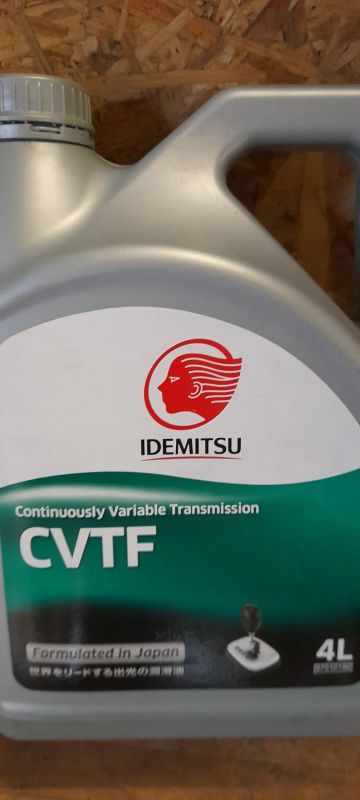 IDEMITSU
Continuously Variable Transmission
CVTF
Formulated in Japan
世界をリードする出光の潤滑油
4L